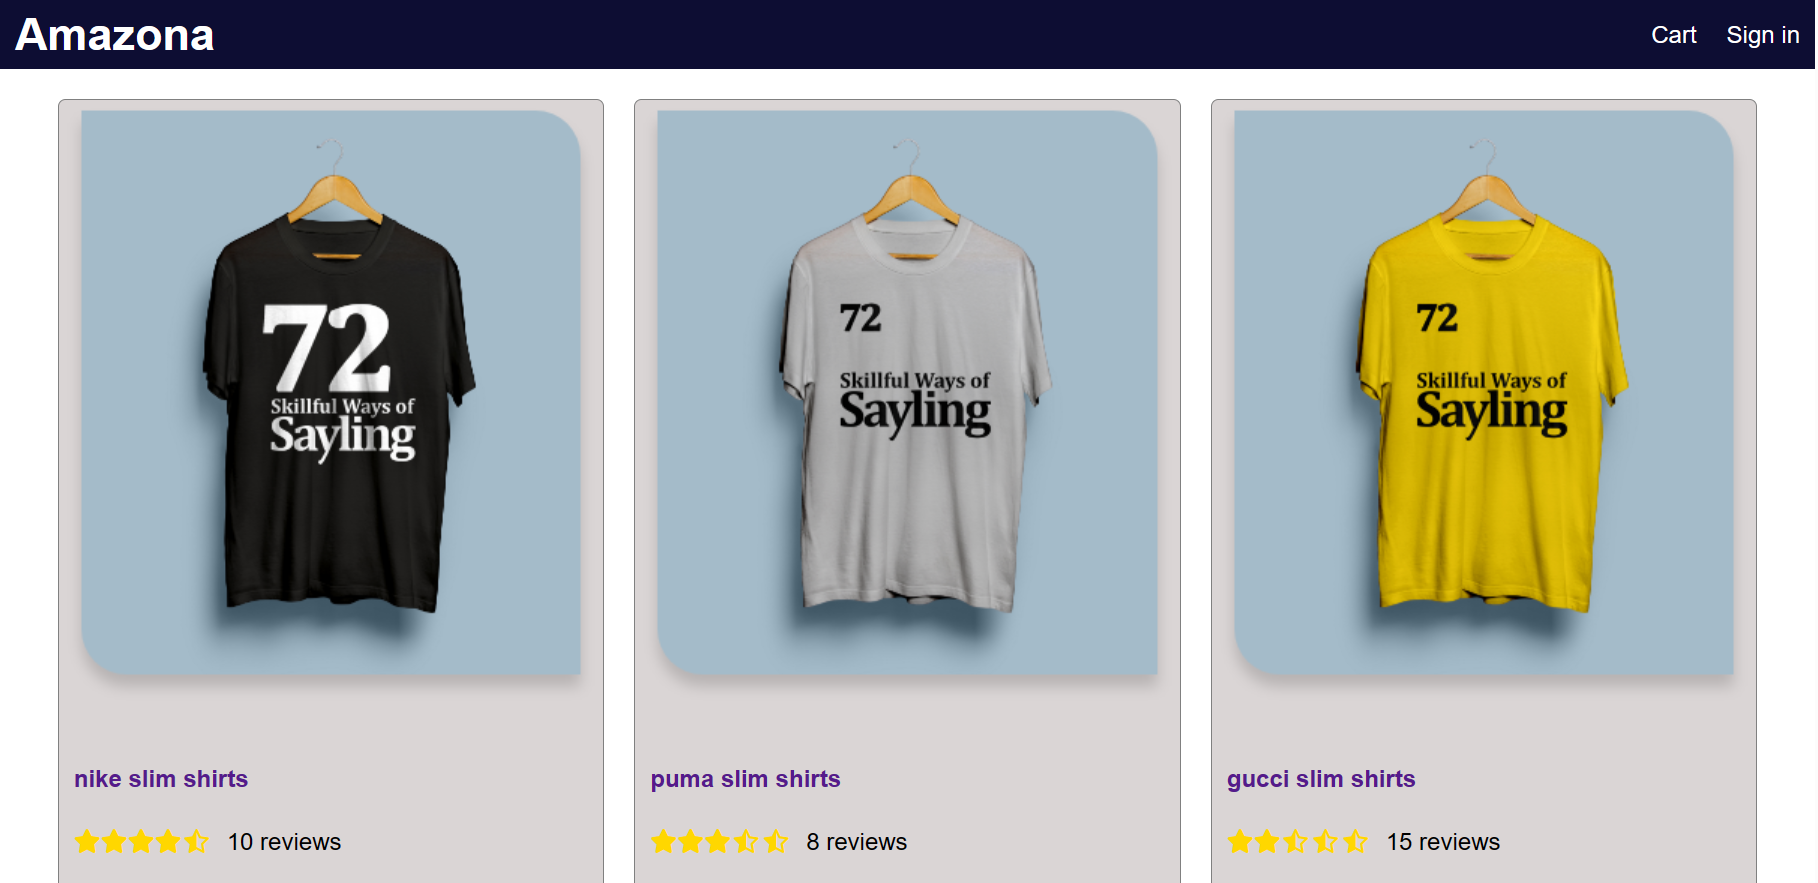 Amazona
Cart Sign in
72
Skillful Ways of
Sayling
72
Skillful Ways of
Sayling
72
Skillful Ways of
Sayling
nike slim shirts
puma slim shirts
gucci slim shirts
10 reviews
8 reviews
15 reviews